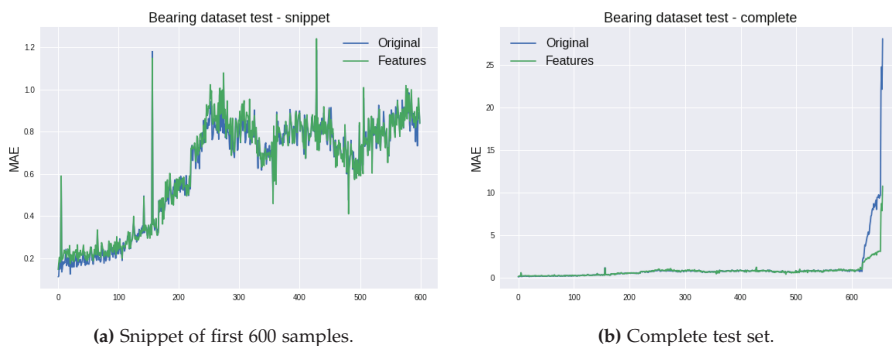 Bearing dataset test - snippet
Original
Features
MAE
1.2
1.0
0.8
0.6
0.4
0.2
0
100
200
300
400
500
600
(a) Snippet of first 600 samples.
Bearing dataset test - complete
Original
Features
MAE
25
20
15
10
5
0
0
100
200
300
400
500
600
(b) Complete test set.